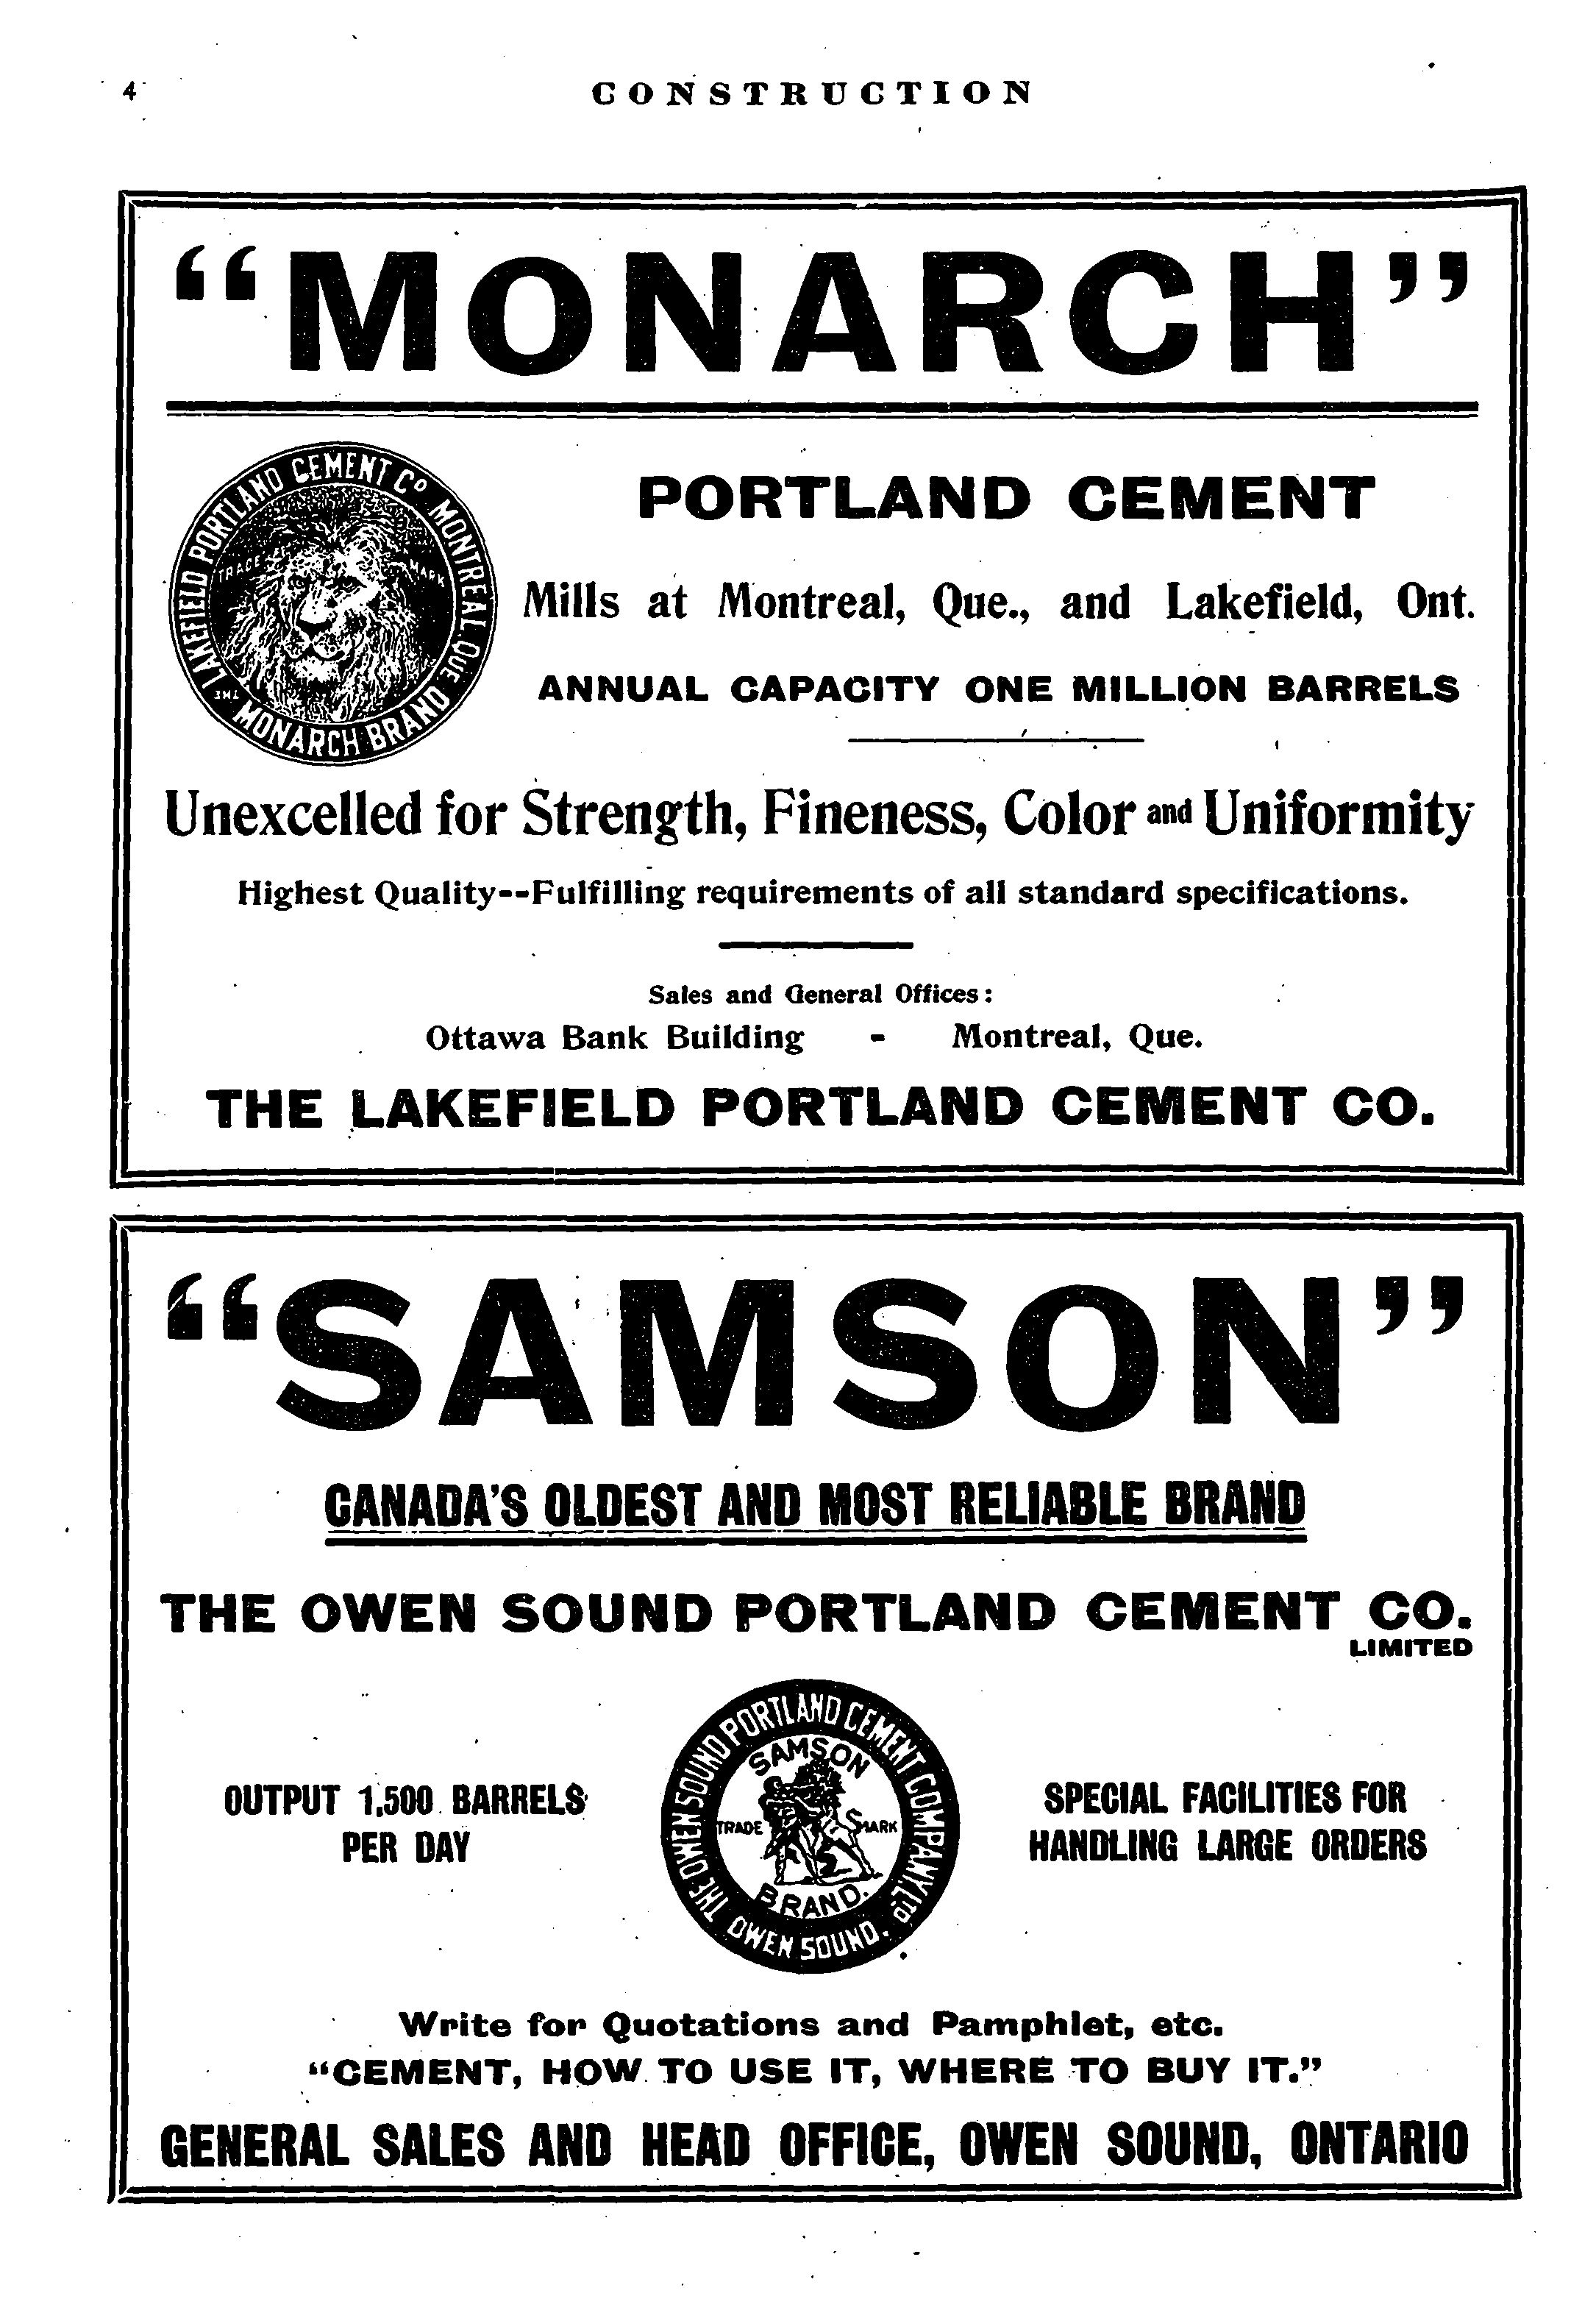 4
CONSTRUCTION
"MONARCH"
THE LAKEFIELD PORTLAND CEMENT Co MONTREAL, QUE
TRADE MARK
MONARCH BRAND
PORTLAND CEMENT
Mills at Montreal, Que., and Lakefield, Ont.
ANNUAL CAPACITY ONE MILLION BARRELS
Unexcelled for Strength, Fineness, Color and Uniformity
Highest Quality--Fulfilling requirements of all standard specifications.
Sales and General Offices:
Ottawa Bank Building - Montreal, Que.
THE LAKEFIELD PORTLAND CEMENT CO.
"SAMSON"
CANADA'S OLDEST AND MOST RELIABLE BRAND
THE OWEN SOUND PORTLAND CEMENT CO.
LIMITED
OUTPUT 1,500 BARRELS
PER DAY
THE OWEN SOUND PORTLAND CEMENT COMPANY LTD
OWEN SOUND.
SAMSON
TRADE MARK
BRAND.
SPECIAL FACILITIES FOR
HANDLING LARGE ORDERS
Write for Quotations and Pamphlet, etc.
"CEMENT, HOW TO USE IT, WHERE TO BUY IT."
GENERAL SALES AND HEAD OFFICE, OWEN SOUND, ONTARIO